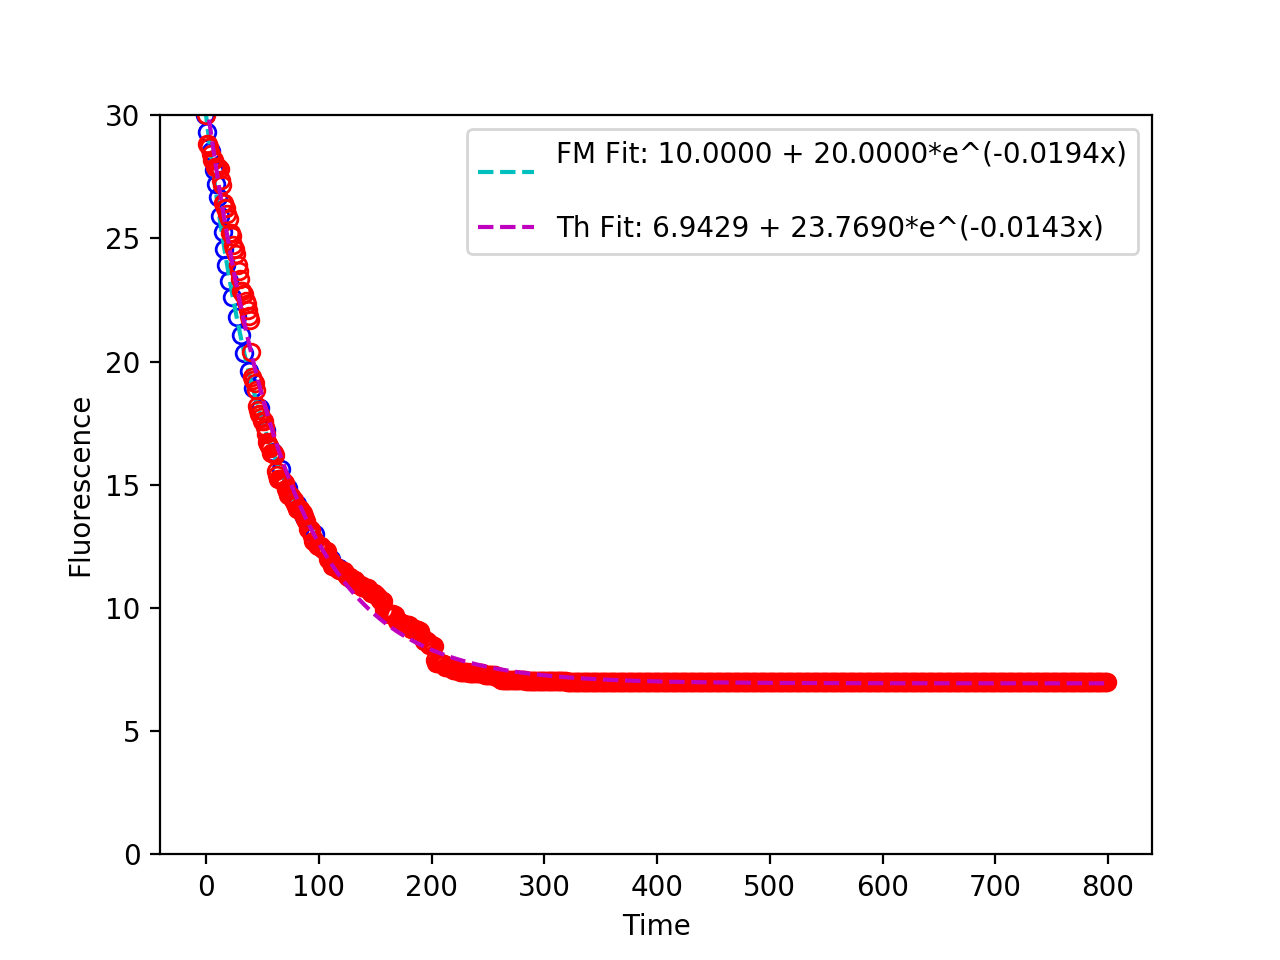 FM Fit: 10.0000 + 20.0000*e^(-0.0194x)
Th Fit: 6.9429 + 23.7690*e^(-0.0143x)
30
25
20
15
10
5
0
Fluorescence
0 100 200 300 400 500 600 700 800
Time